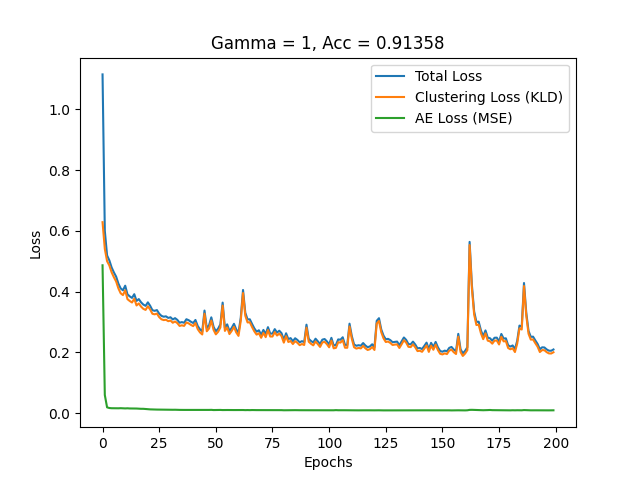 Gamma = 1, Acc = 0.91358
Total Loss
Clustering Loss (KLD)
AE Loss (MSE)
1.0
0.8
0.6
0.4
0.2
0.0
Loss
0 25 50 75 100 125 150 175 200
Epochs